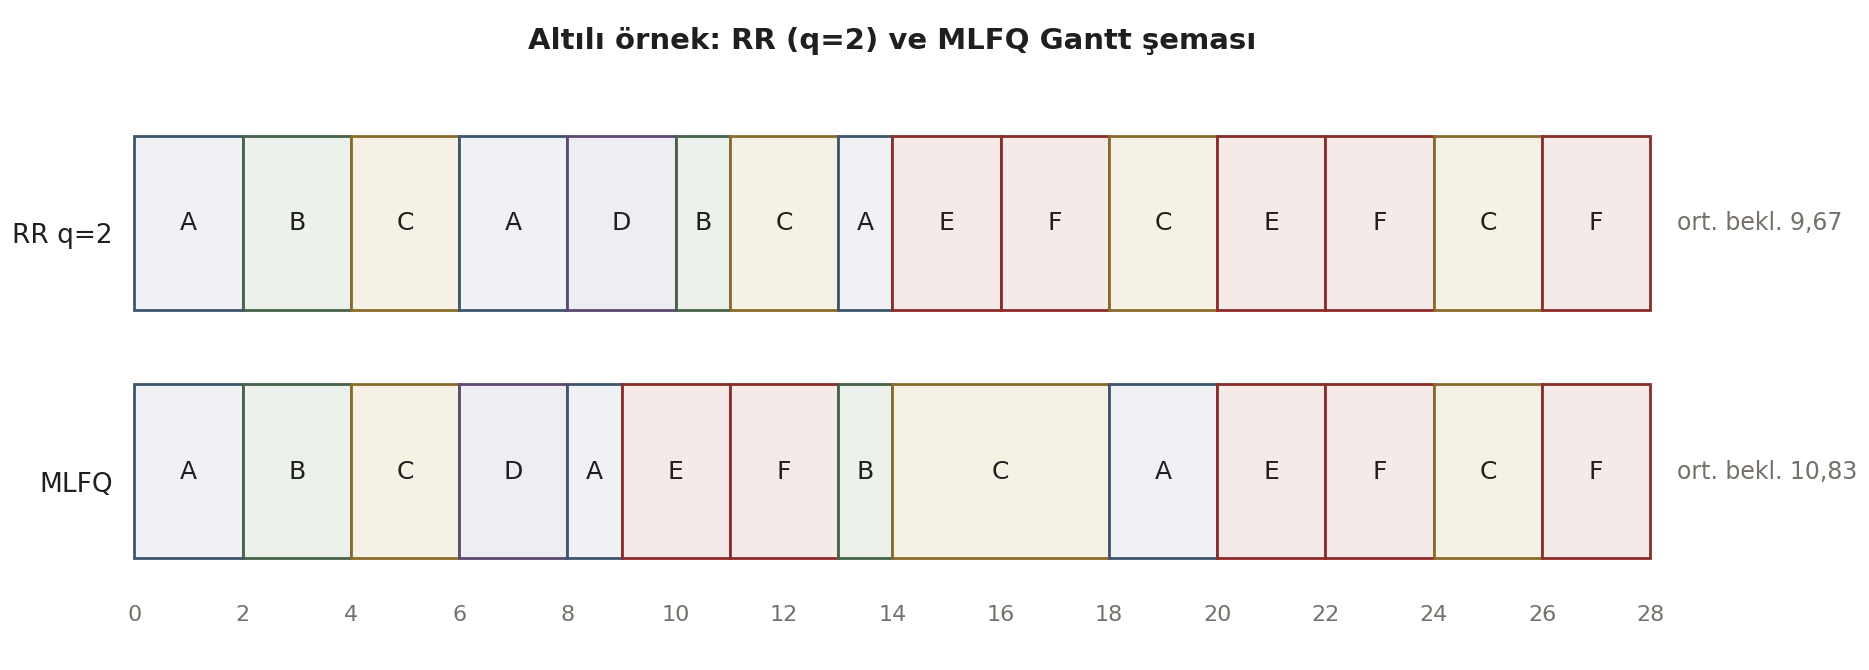 Altılı örnek: RR (q=2) ve MLFQ Gantt şeması
RR q=2 A B C A D B C A E F C E F C F ort. bekl. 9,67
MLFQ A B C D A E F B C A E F C F ort. bekl. 10,83
0 2 4 6 8 10 12 14 16 18 20 22 24 26 28